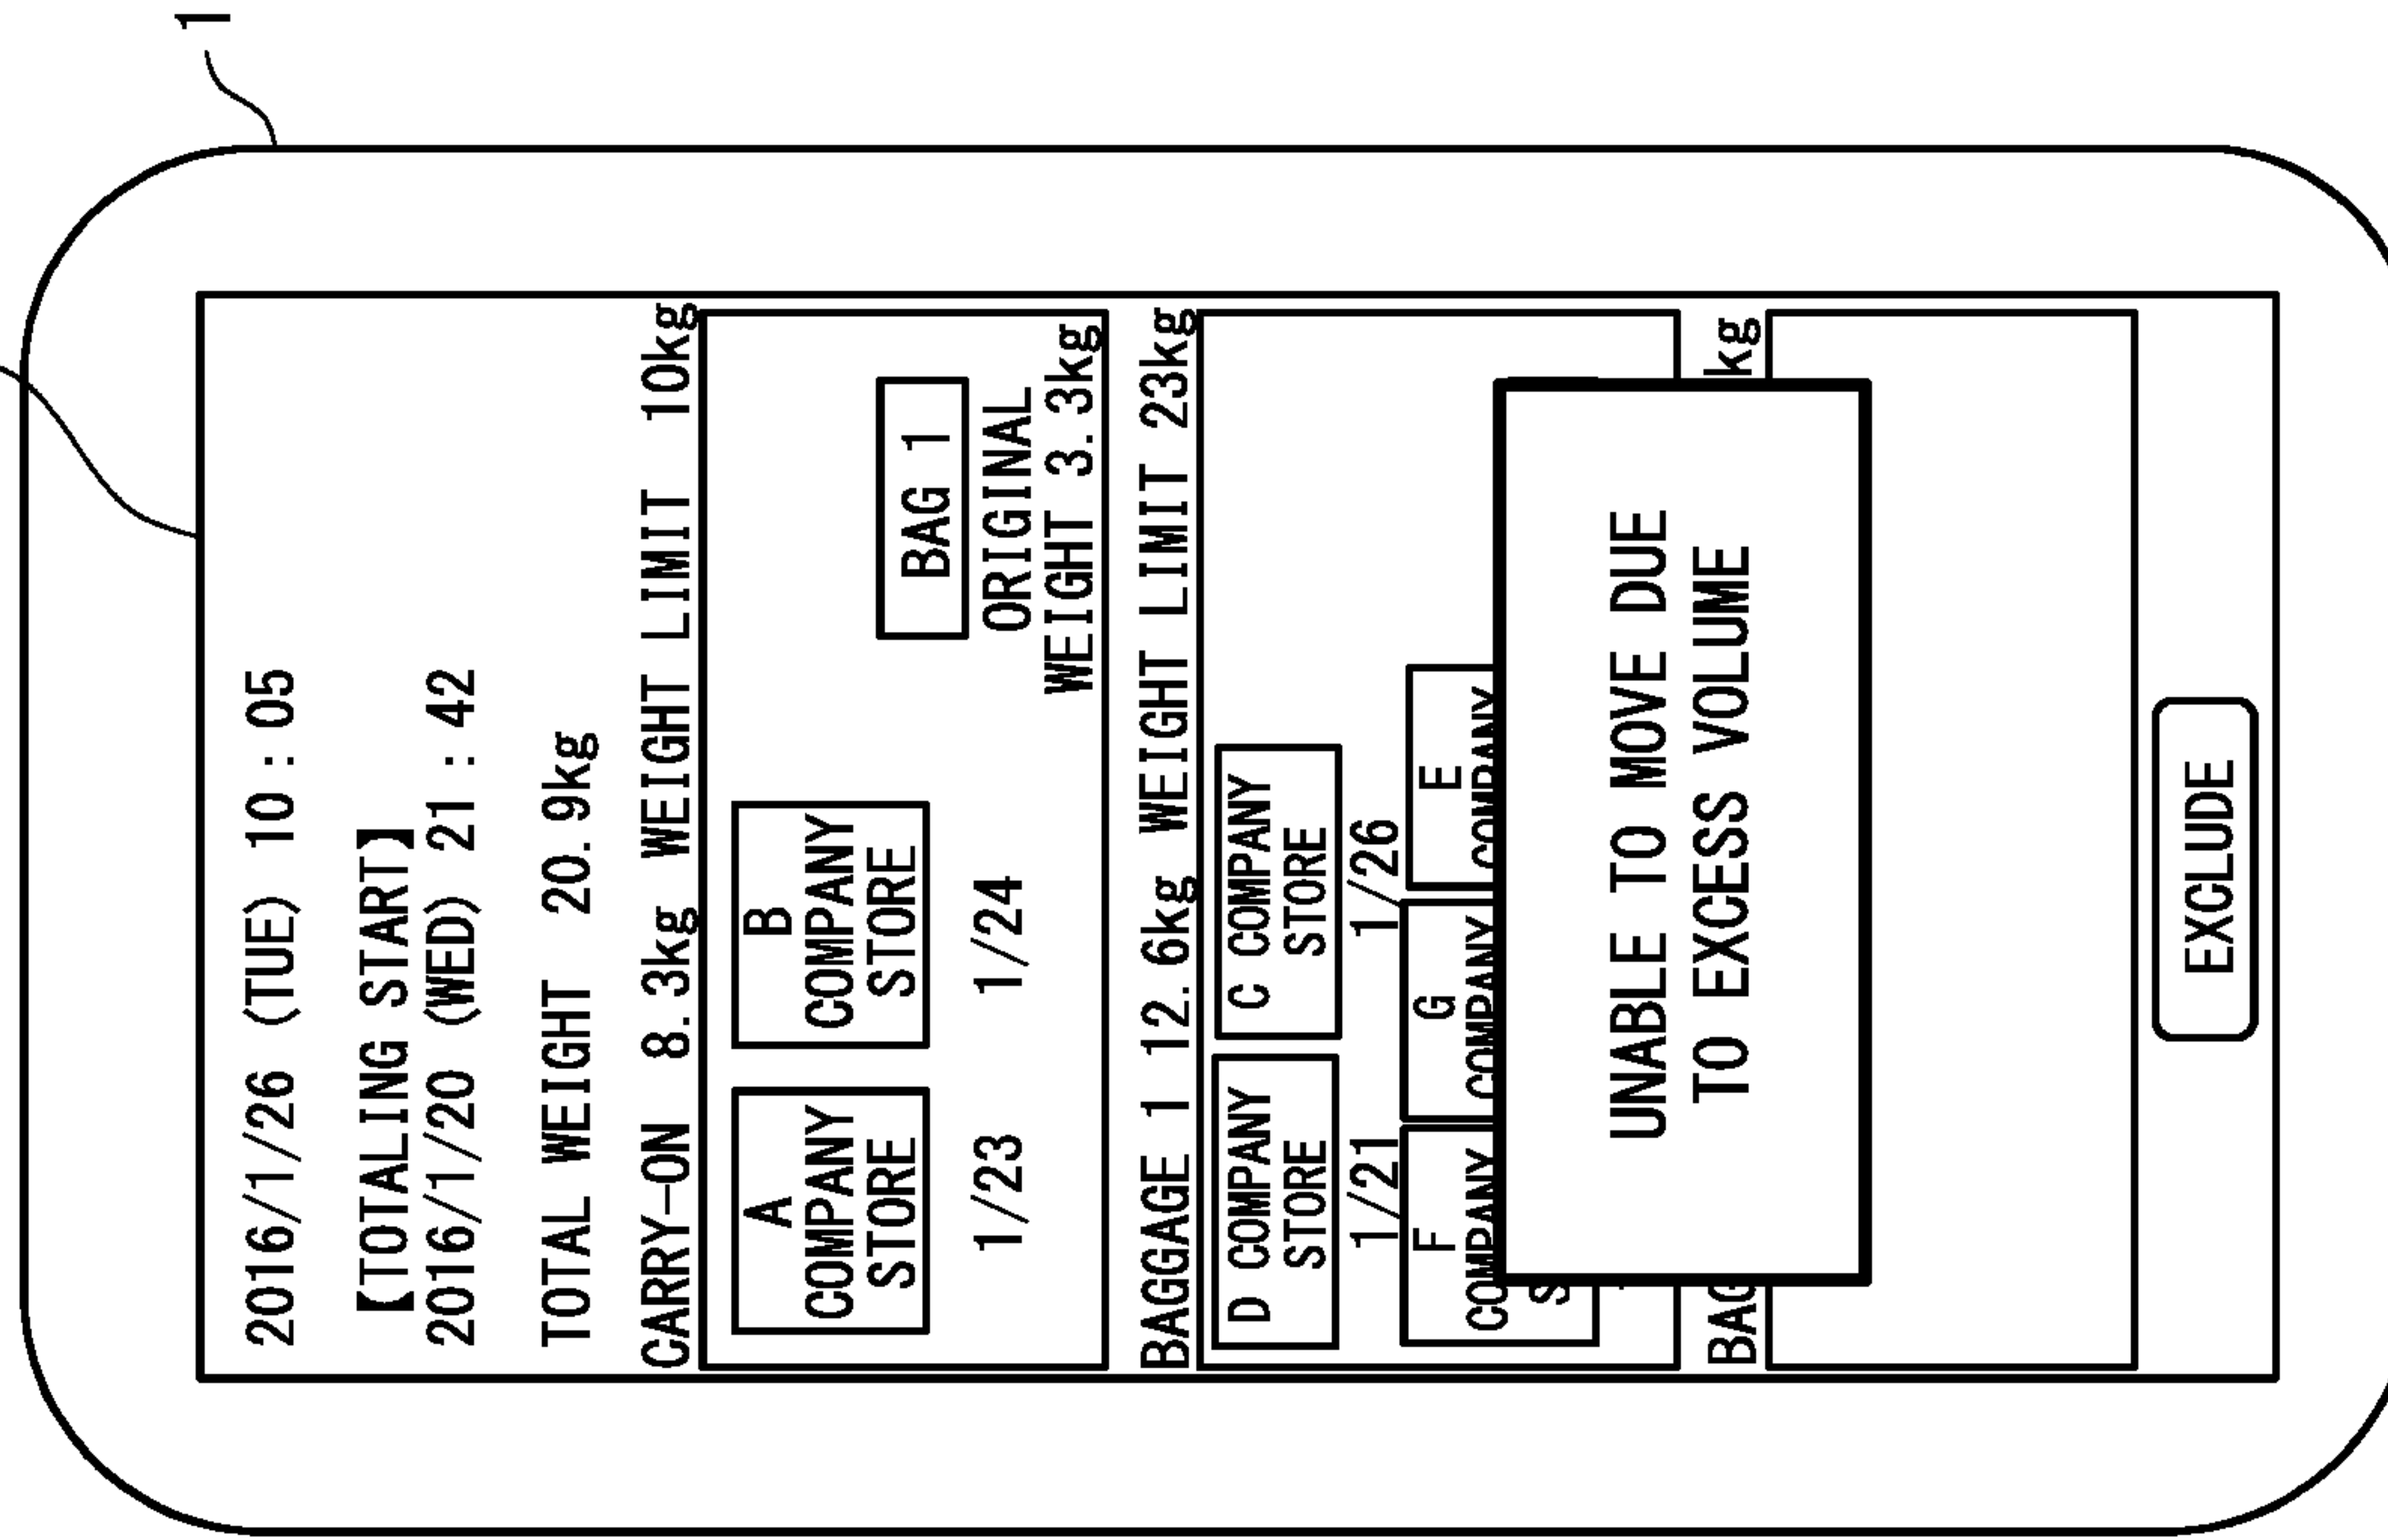 1
2016/1/26 (TUE) 10:05
【TOTALING START】
2016/1/20 (WED) 21:42
TOTAL WEIGHT 20.9kg
CARRY-ON 8.3kg WEIGHT LIMIT 10kg
A COMPANY STORE
B COMPANY STORE
BAG 1
1/23
1/24
ORIGINAL
WEIGHT 3.3kg
BAGGAGE 1 12.6kg WEIGHT LIMIT 23kg
D COMPANY STORE
C COMPANY STORE
1/21
1/26
F COMPANY
G COMPANY
E COMPANY
UNABLE TO MOVE DUE
TO EXCESS VOLUME
kg
EXCLUDE